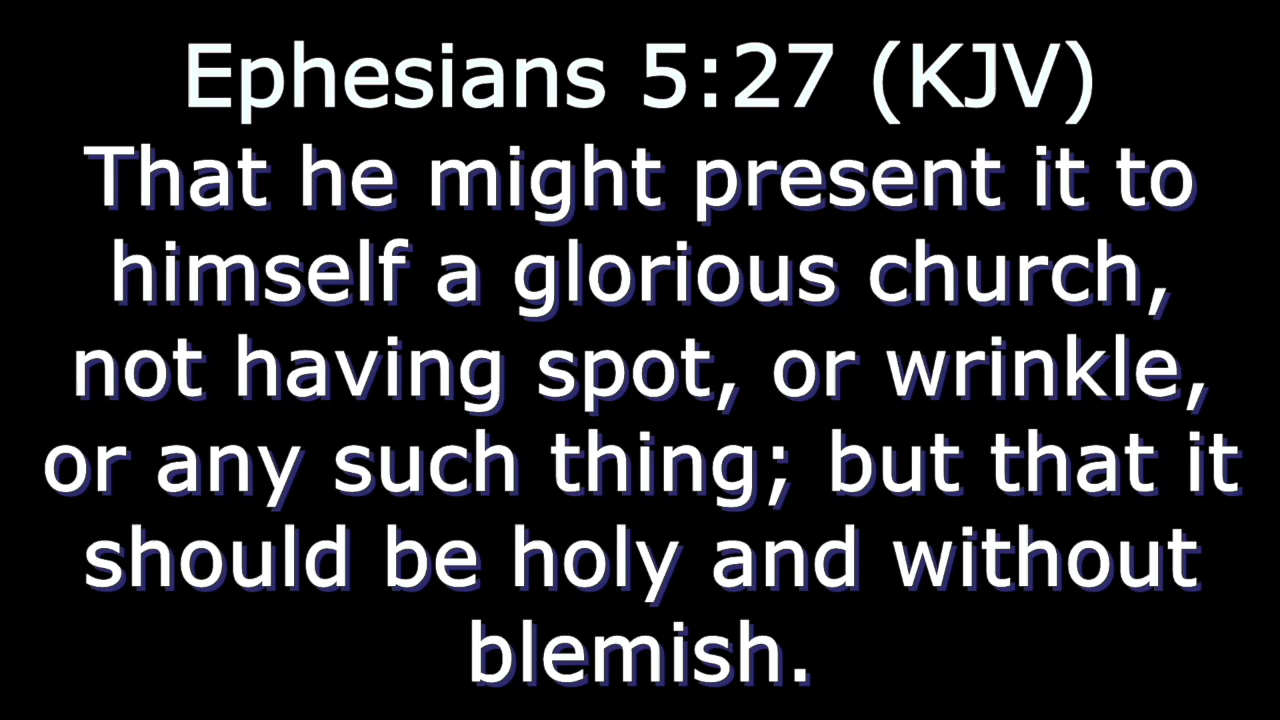 Ephesians 5:27 (KJV)
That he might present it to
himself a glorious church,
not having spot, or wrinkle,
or any such thing; but that it
should be holy and without
blemish.